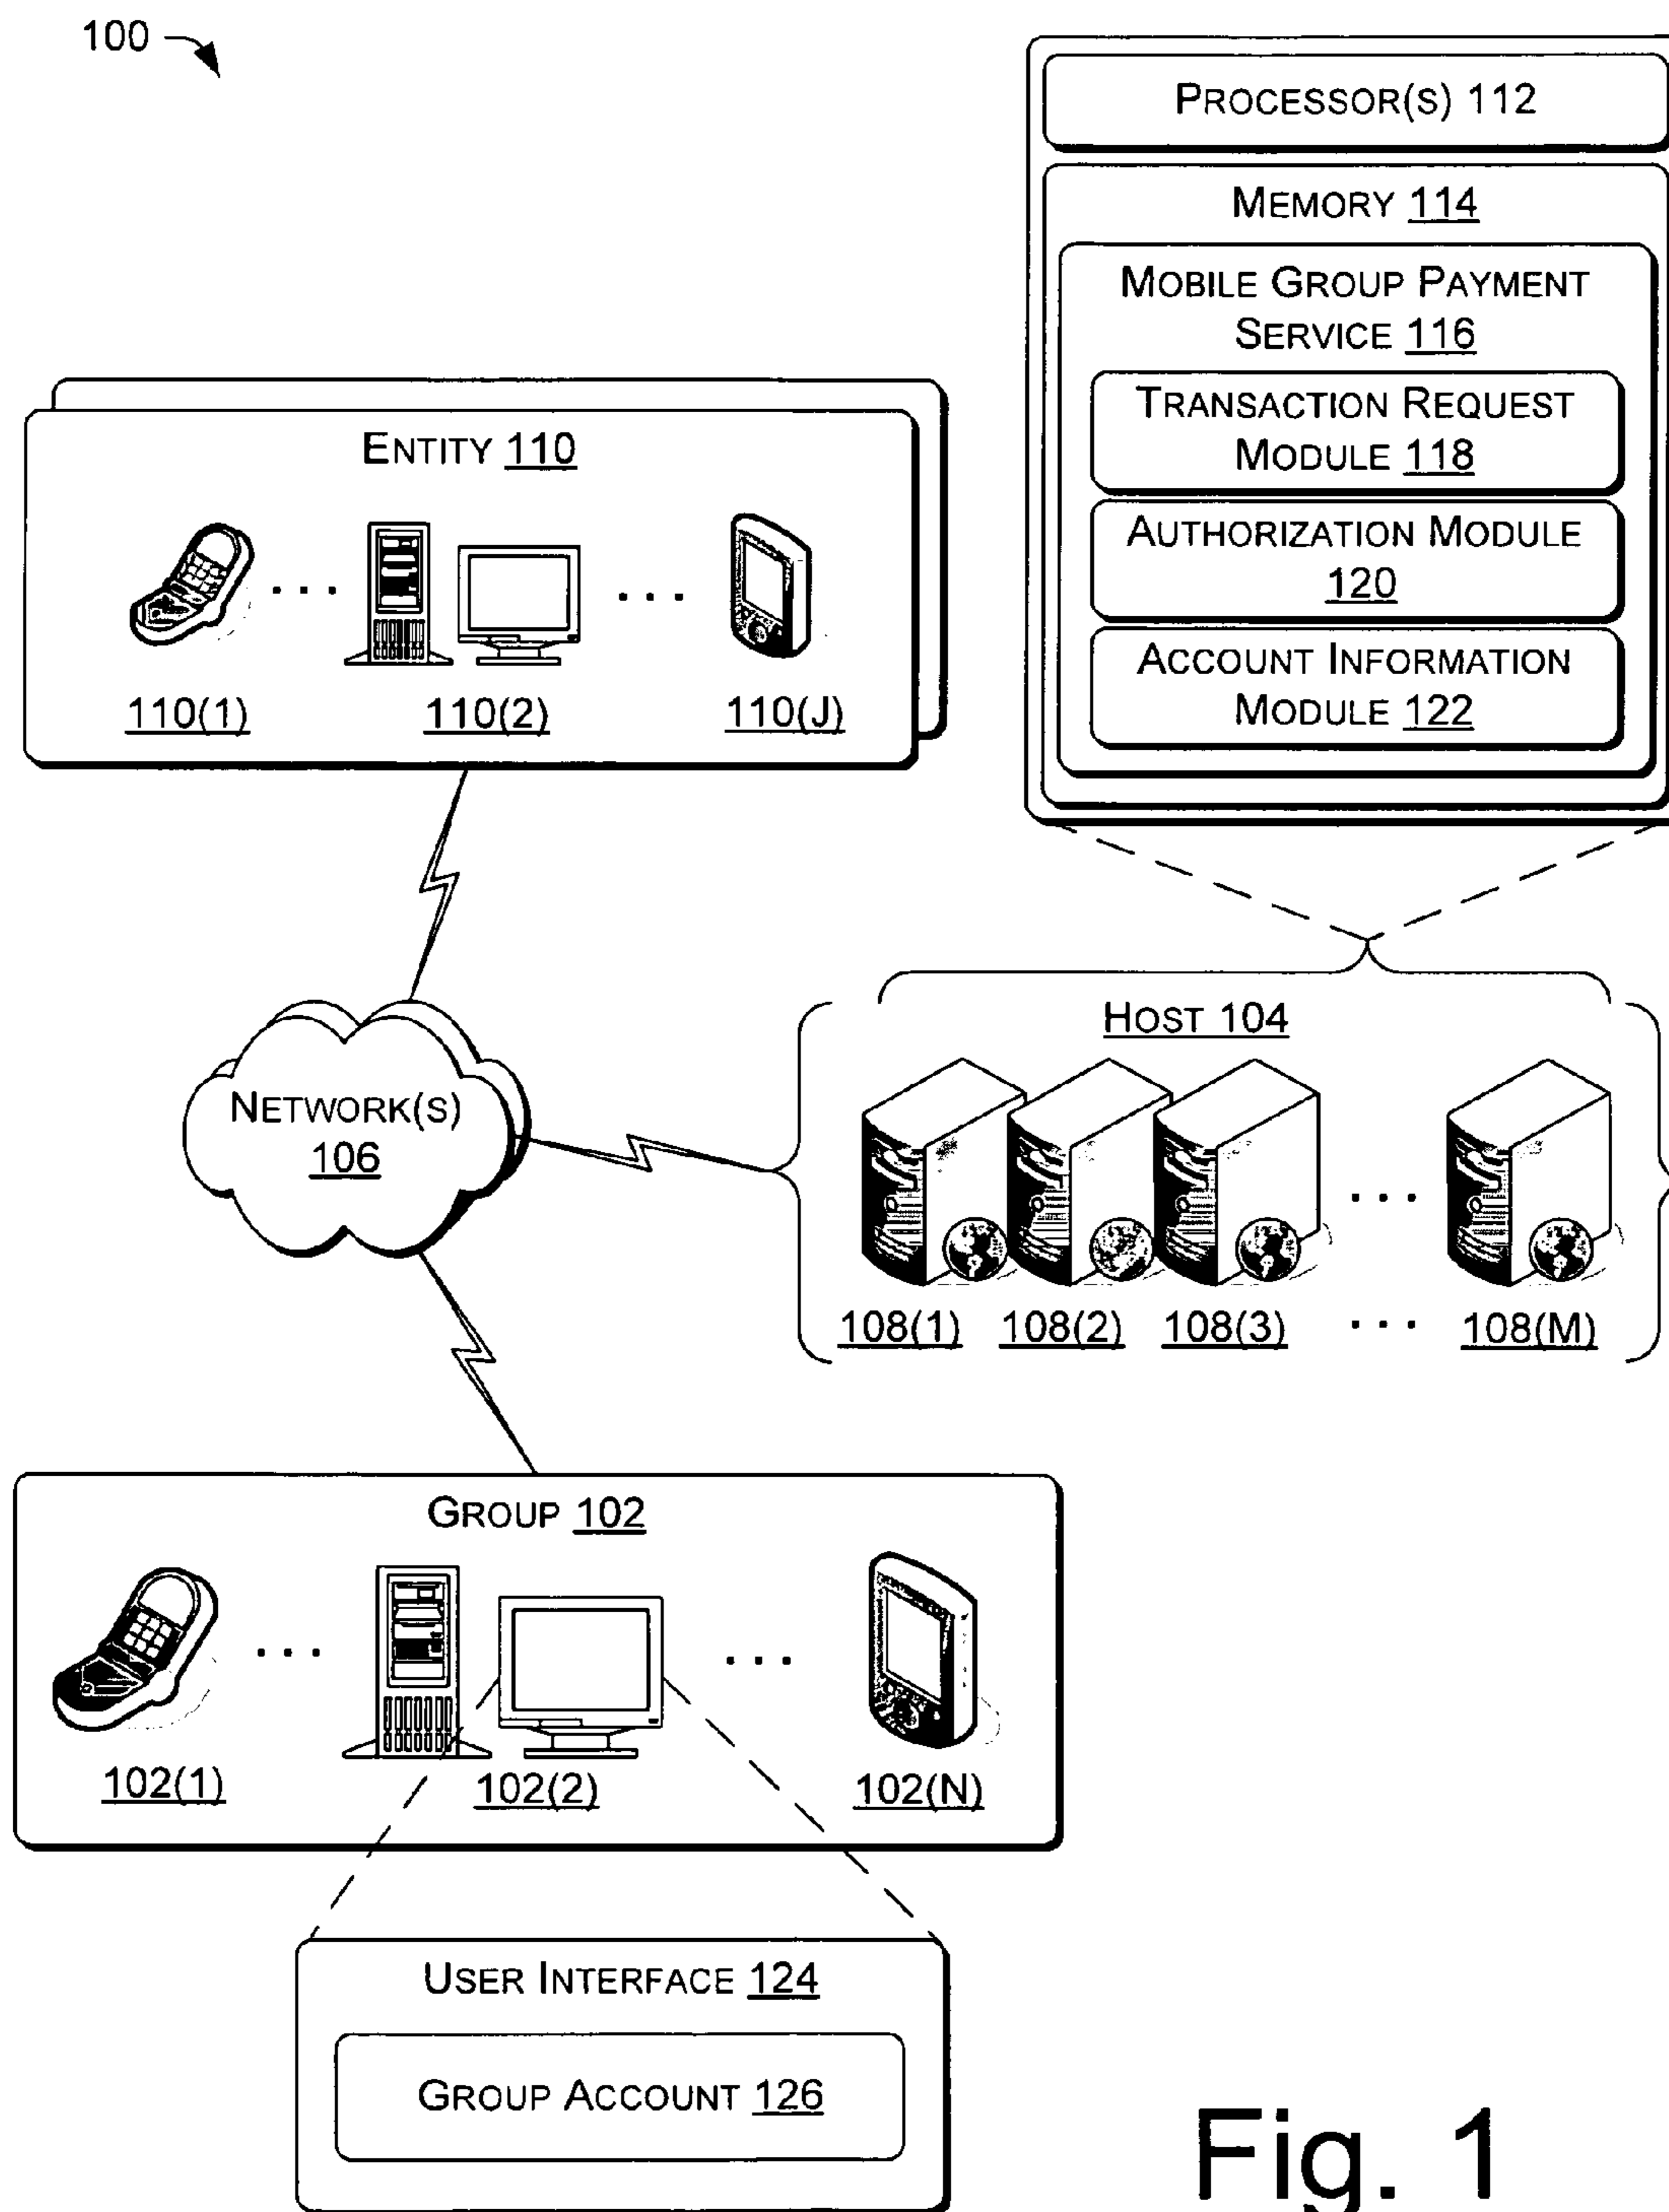 100
PROCESSOR(S) 112
MEMORY 114
MOBILE GROUP PAYMENT
SERVICE 116
TRANSACTION REQUEST
MODULE 118
AUTHORIZATION MODULE
120
ACCOUNT INFORMATION
MODULE 122
ENTITY 110
... ...
110(1) 110(2) 110(J)
NETWORK(S)
106
HOST 104
...
108(1) 108(2) 108(3) ... 108(M)
GROUP 102
... ...
102(1) 102(2) 102(N)
USER INTERFACE 124
GROUP ACCOUNT 126
Fig. 1